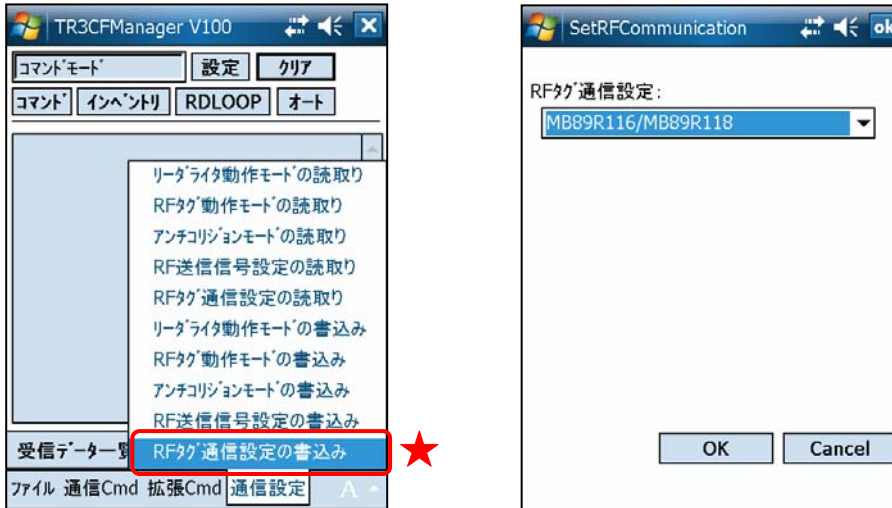 TR3CFManager V100
コマンドモード 設定 クリア
コマンド インベントリ RDLOOP オート
リーダライタ動作モードの読取り
RFタグ動作モードの読取り
アンチコリジョンモードの読取り
RF送信信号設定の読取り
RFタグ通信設定の読取り
リーダライタ動作モードの書込み
RFタグ動作モードの書込み
アンチコリジョンモードの書込み
RF送信信号設定の書込み
受信データ一覧 RFタグ通信設定の書込み
ファイル 通信Cmd 拡張Cmd 通信設定 A
SetRFCommunication ok
RFタグ通信設定:
MB89R116/MB89R118
OK Cancel